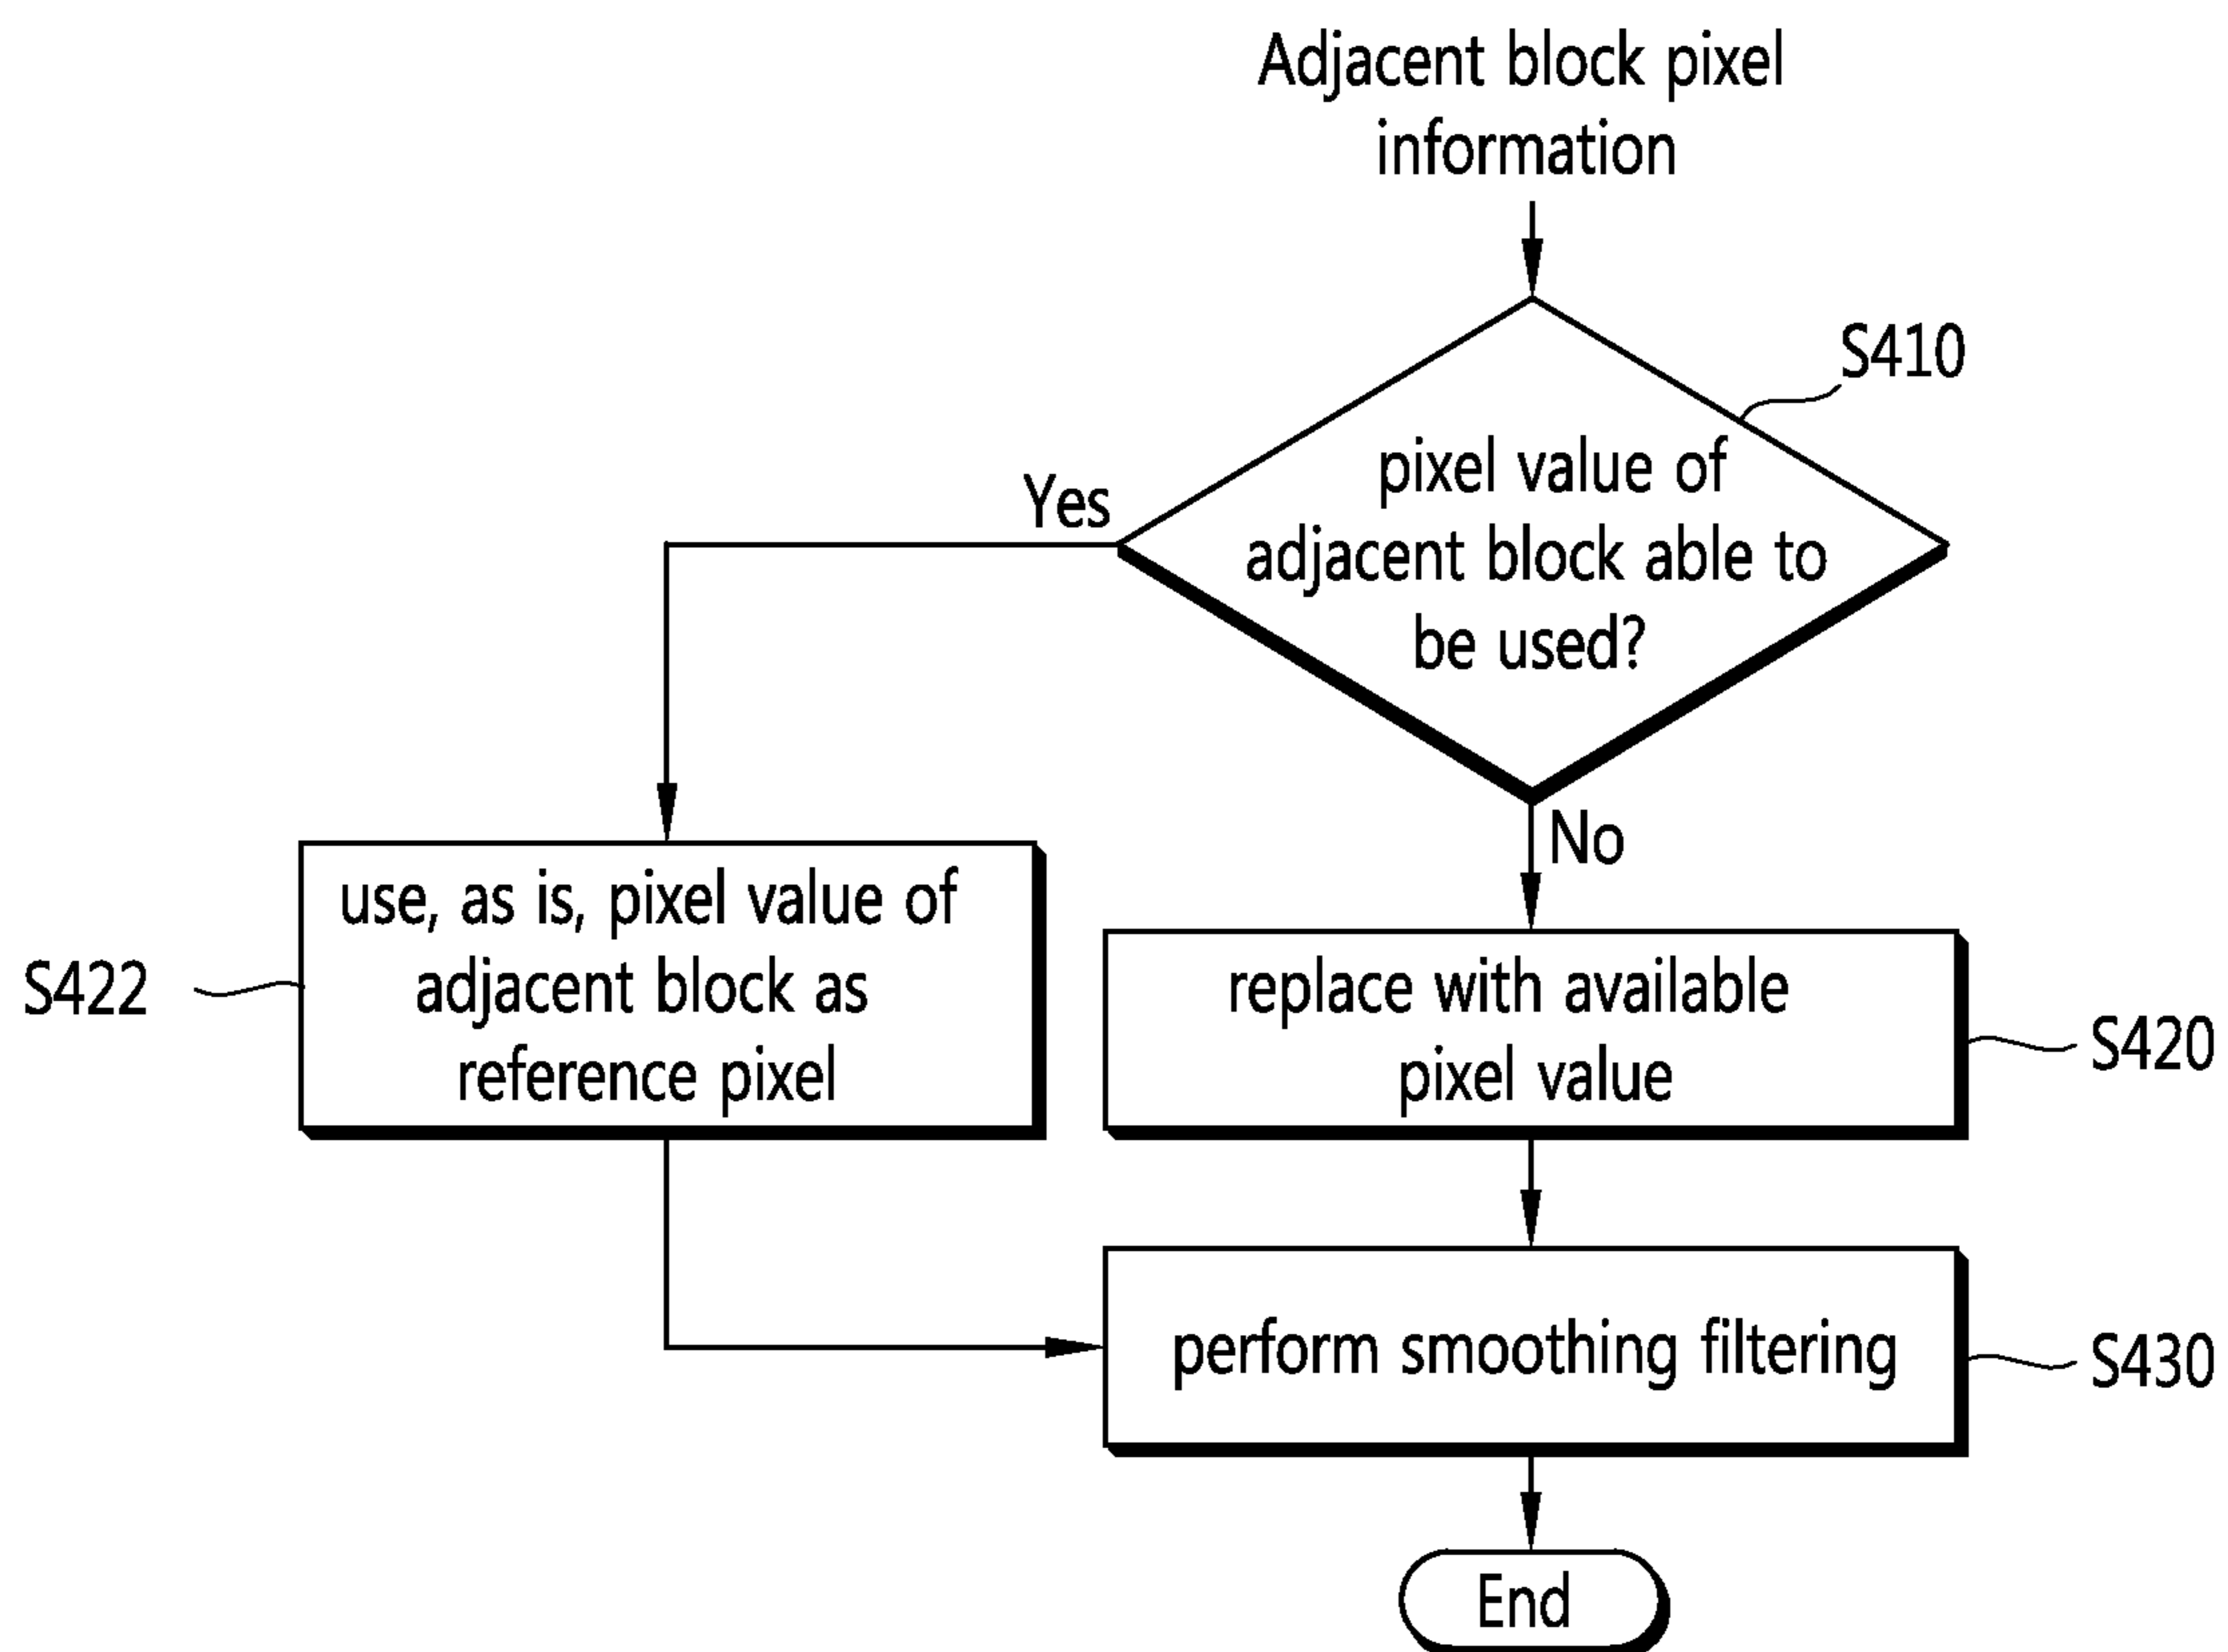 Adjacent block pixel
information
S410
pixel value of
adjacent block able to
be used?
Yes
No
use, as is, pixel value of
adjacent block as
reference pixel
S422
replace with available
pixel value
S420
perform smoothing filtering
S430
End